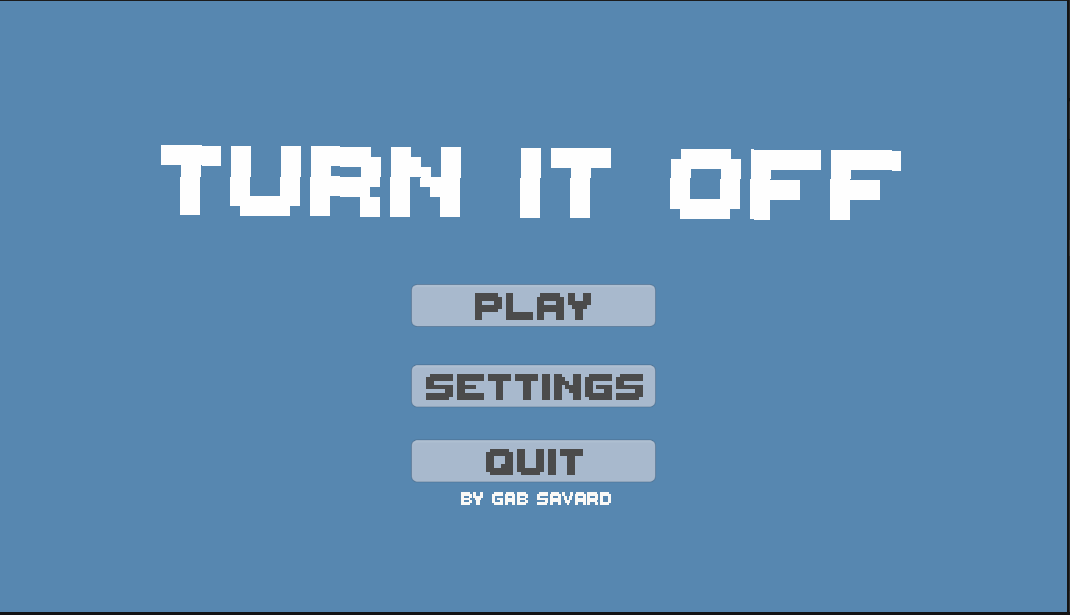 TURN IT OFF
PLAY
SETTINGS
QUIT
BY GAB SAVARD